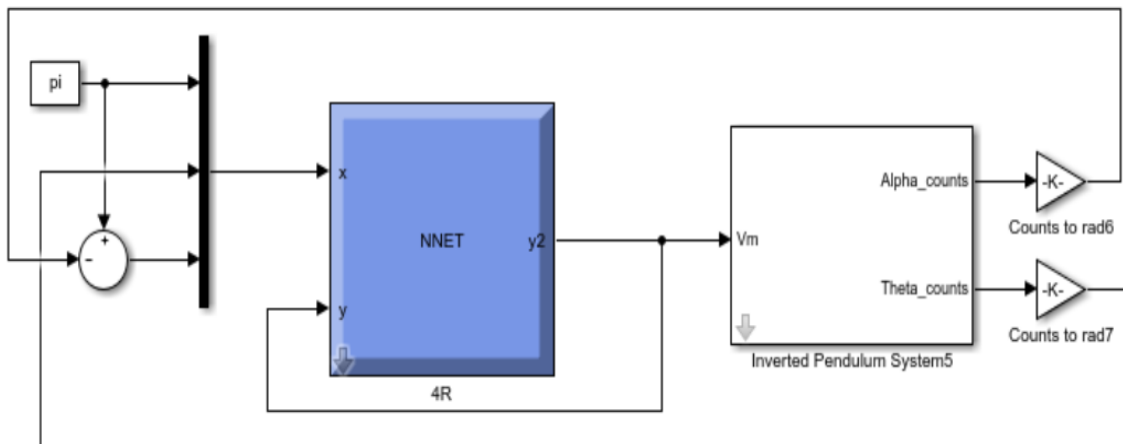 pi
+
-
x
NNET
y2
y
4R
Vm
Alpha_counts
Theta_counts
Inverted Pendulum System5
-K-
Counts to rad6
-K-
Counts to rad7